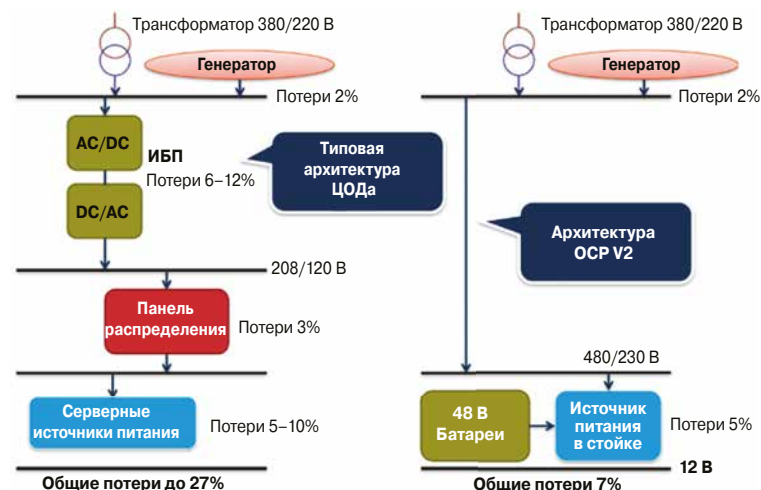 Трансформатор 380/220 В
Генератор
Потери 2%
AC/DC
ИБП
Потери 6–12%
DC/AC
Типовая
архитектура
ЦОДа
208/120 В
Панель
распределения
Потери 3%
Серверные
источники питания
Потери 5–10%
Общие потери до 27%
Трансформатор 380/220 В
Генератор
Потери 2%
Архитектура
OCP V2
480/230 В
48 В
Батареи
Источник
питания
в стойке
Потери 5%
12 В
Общие потери 7%